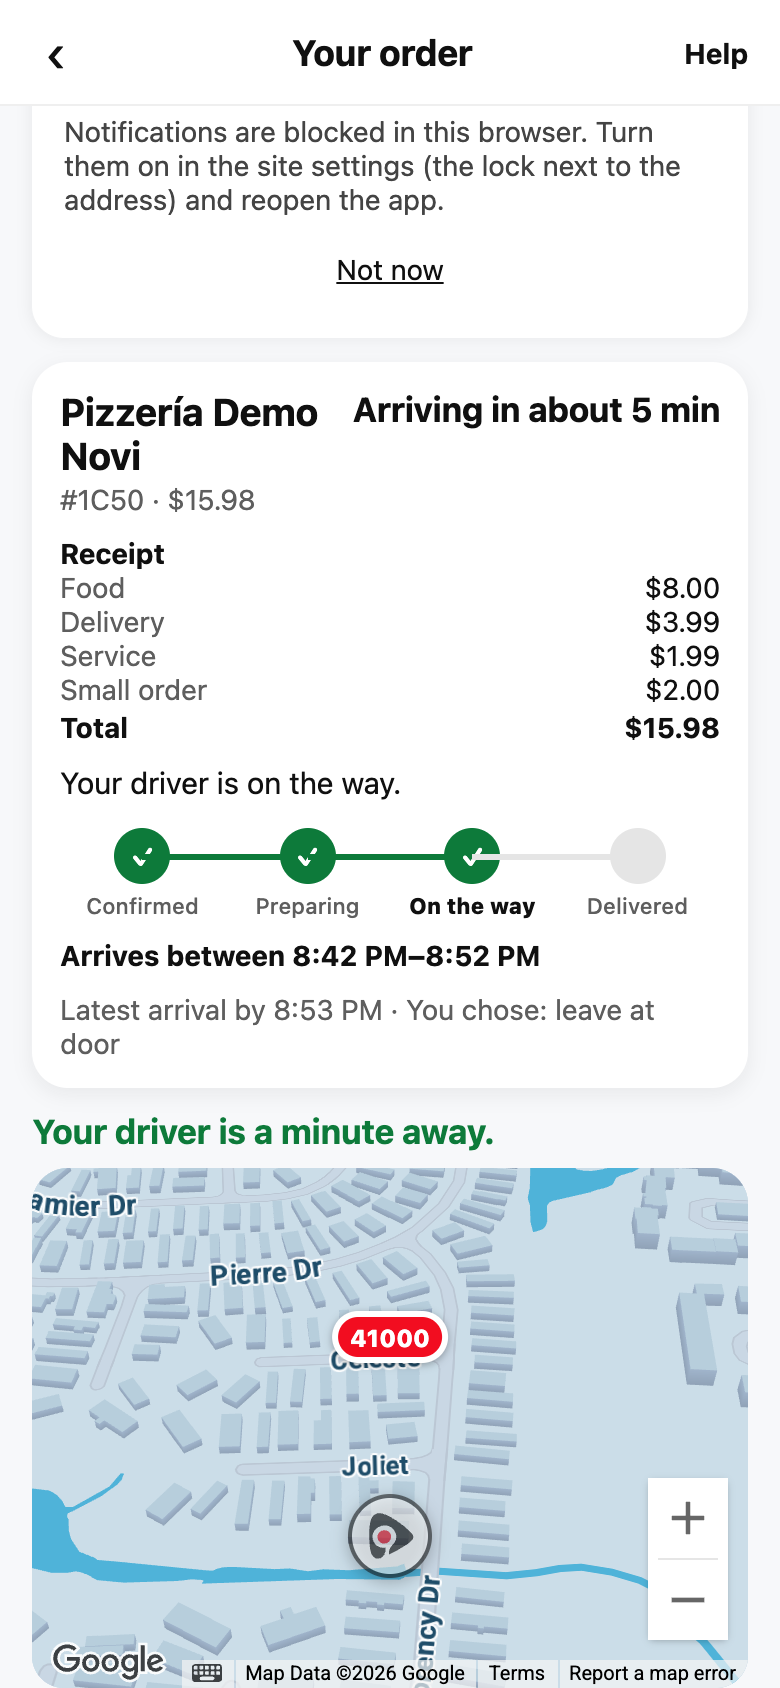 Your order
Help
Notifications are blocked in this browser. Turn
them on in the site settings (the lock next to the
address) and reopen the app.
Not now
Pizzería Demo
Novi
Arriving in about 5 min
#1C50 · $15.98
Receipt
Food $8.00
Delivery $3.99
Service $1.99
Small order $2.00
Total $15.98
Your driver is on the way.
Confirmed Preparing On the way Delivered
Arrives between 8:42 PM–8:52 PM
Latest arrival by 8:53 PM · You chose: leave at
door
Your driver is a minute away.
amier Dr
Pierre Dr
41000
Joliet
ency Dr
Google
Map Data ©2026 Google
Terms
Report a map error